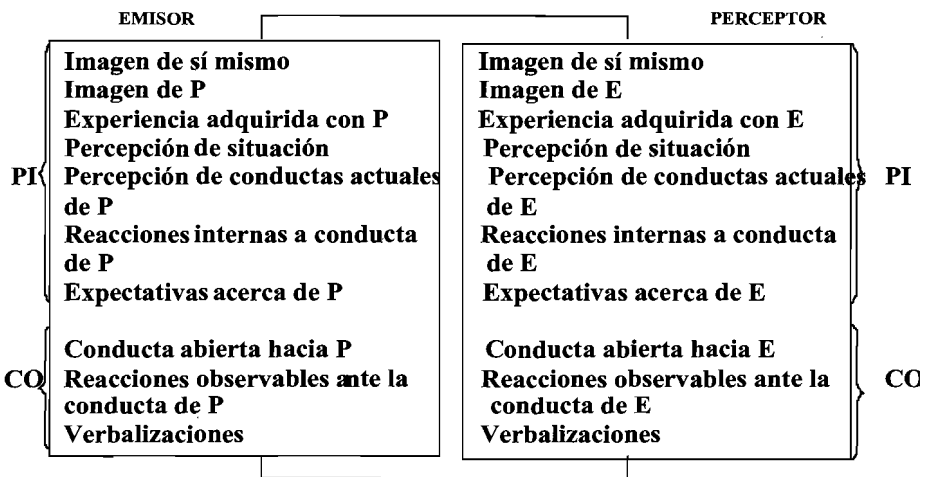 EMISOR
PERCEPTOR
Imagen de sí mismo
Imagen de P
Experiencia adquirida con P
Percepción de situación
PI Percepción de conductas actuales
de P
Reacciones internas a conducta
de P
Expectativas acerca de P
Conducta abierta hacia P
CO Reacciones observables ante la
conducta de P
Verbalizaciones
Imagen de sí mismo
Imagen de E
Experiencia adquirida con E
Percepción de situación
Percepción de conductas actuales PI
de E
Reacciones internas a conducta
de E
Expectativas acerca de E
Conducta abierta hacia E
Reacciones observables ante la CO
conducta de E
Verbalizaciones